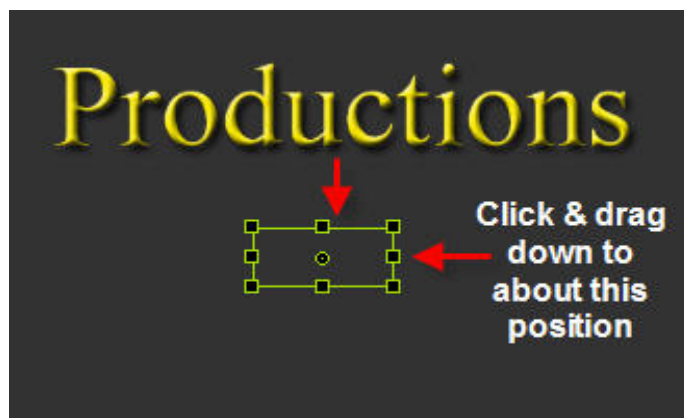 Productions
Click & drag
down to
about this
position